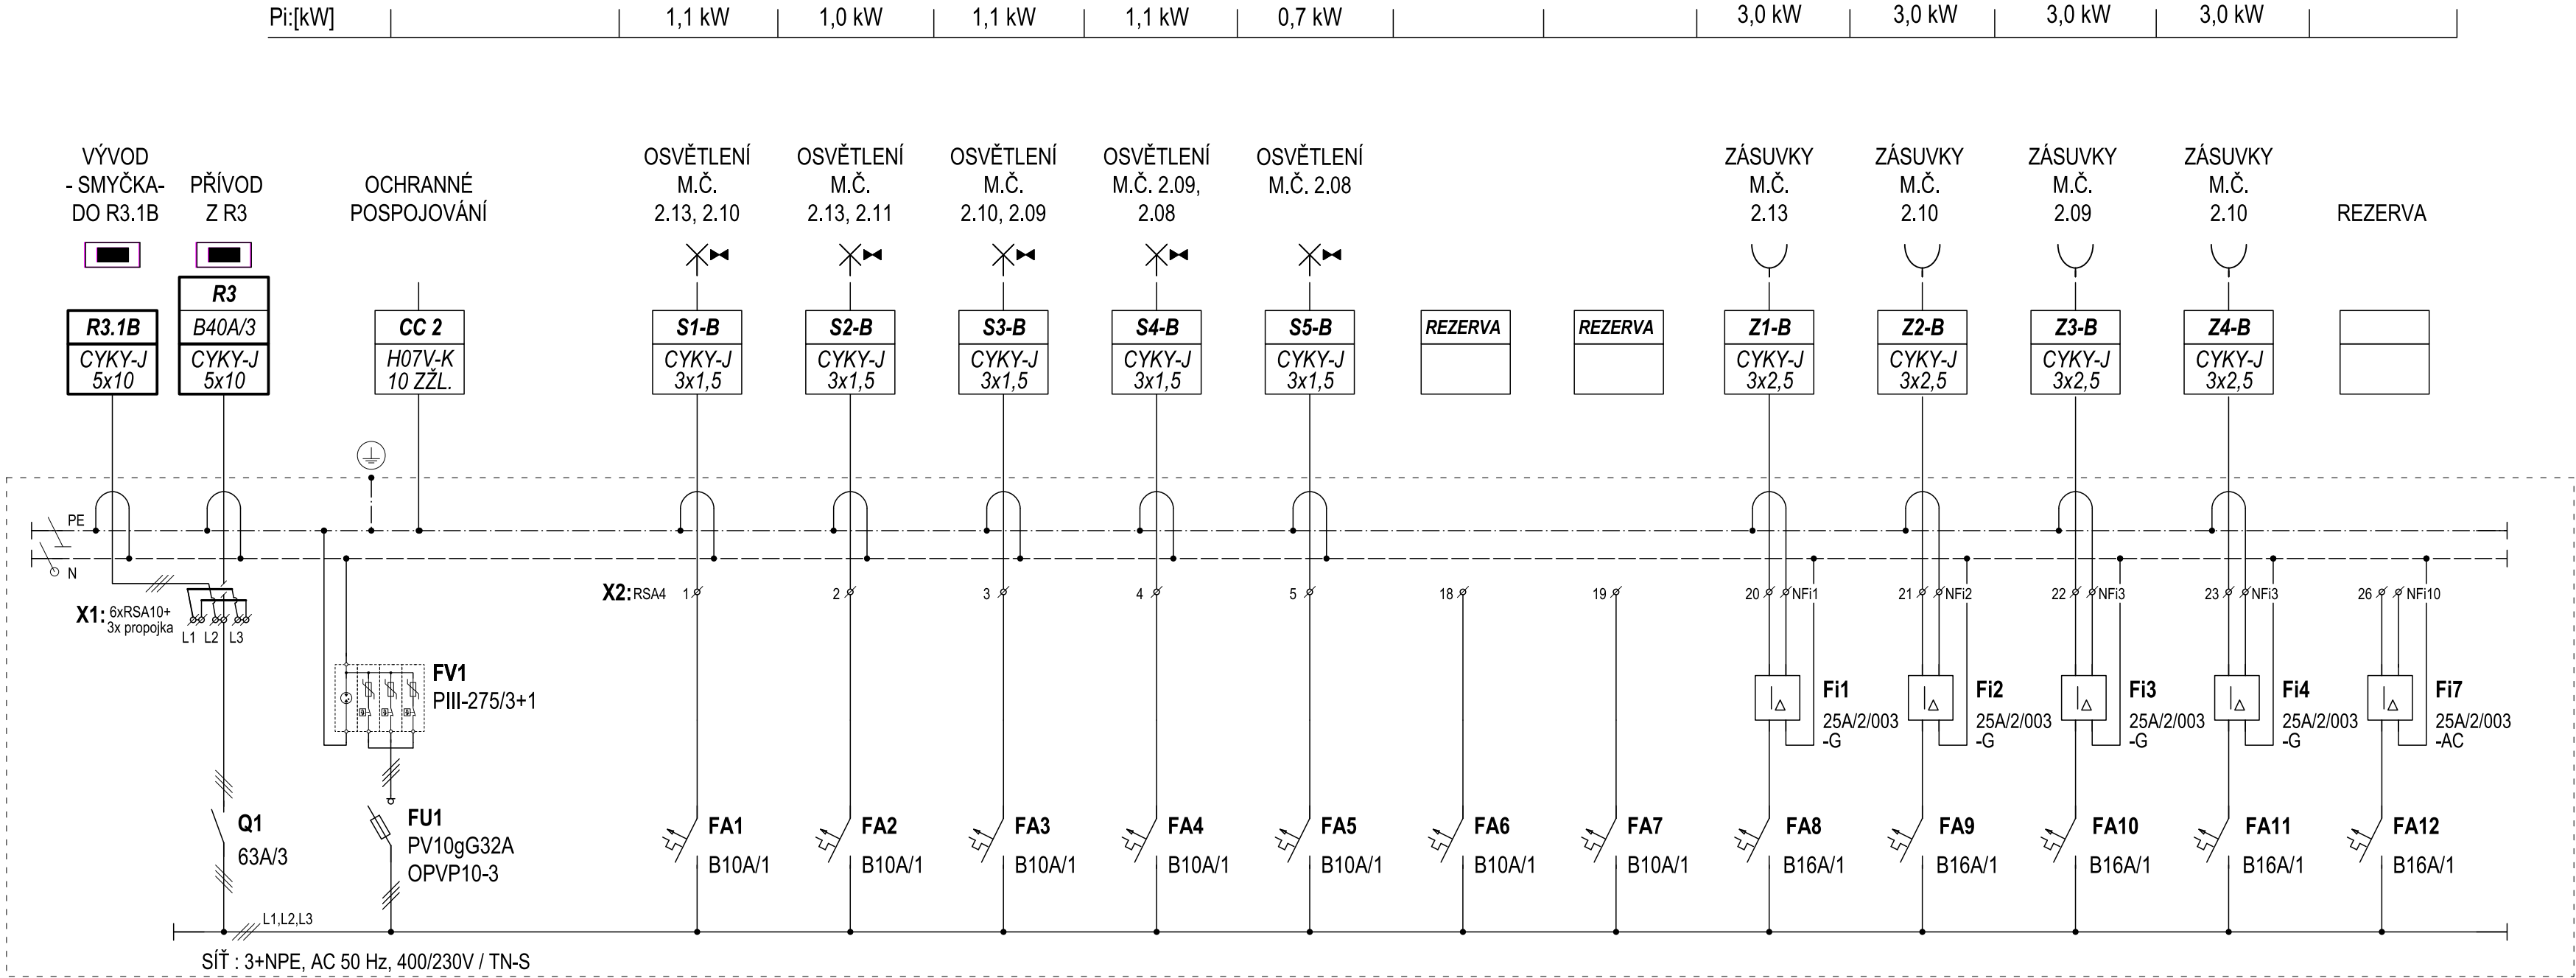 Pi:[kW] 1,1 kW 1,0 kW 1,1 kW 1,1 kW 0,7 kW 3,0 kW 3,0 kW 3,0 kW 3,0 kW
VÝVOD
- SMYČKA-
DO R3.1B
PŘÍVOD
Z R3
OCHRANNÉ
POSPOJOVÁNÍ
OSVĚTLENÍ
M.Č.
2.13, 2.10
OSVĚTLENÍ
M.Č.
2.13, 2.11
OSVĚTLENÍ
M.Č.
2.10, 2.09
OSVĚTLENÍ
M.Č. 2.09,
2.08
OSVĚTLENÍ
M.Č. 2.08
ZÁSUVKY
M.Č.
2.13
ZÁSUVKY
M.Č.
2.10
ZÁSUVKY
M.Č.
2.09
ZÁSUVKY
M.Č.
2.10
REZERVA
R3.1B
CYKY-J
5x10
R3
B40A/3
CYKY-J
5x10
CC 2
H07V-K
10 ZŽL.
S1-B
CYKY-J
3x1,5
S2-B
CYKY-J
3x1,5
S3-B
CYKY-J
3x1,5
S4-B
CYKY-J
3x1,5
S5-B
CYKY-J
3x1,5
REZERVA
REZERVA
Z1-B
CYKY-J
3x2,5
Z2-B
CYKY-J
3x2,5
Z3-B
CYKY-J
3x2,5
Z4-B
CYKY-J
3x2,5
PE
N
X1: 6xRSA10+
3x propojka
L1 L2 L3
X2: RSA4 1 2 3 4 5 18 19 20 NFi1 21 NFi2 22 NFi3 23 NFi3 26 NFi10
FV1
PIII-275/3+1
Fi1
25A/2/003
-G
Fi2
25A/2/003
-G
Fi3
25A/2/003
-G
Fi4
25A/2/003
-G
Fi7
25A/2/003
-AC
Q1
63A/3
FU1
PV10gG32A
OPVP10-3
FA1
B10A/1
FA2
B10A/1
FA3
B10A/1
FA4
B10A/1
FA5
B10A/1
FA6
B10A/1
FA7
B10A/1
FA8
B16A/1
FA9
B16A/1
FA10
B16A/1
FA11
B16A/1
FA12
B16A/1
L1,L2,L3
SÍŤ : 3+NPE, AC 50 Hz, 400/230V / TN-S